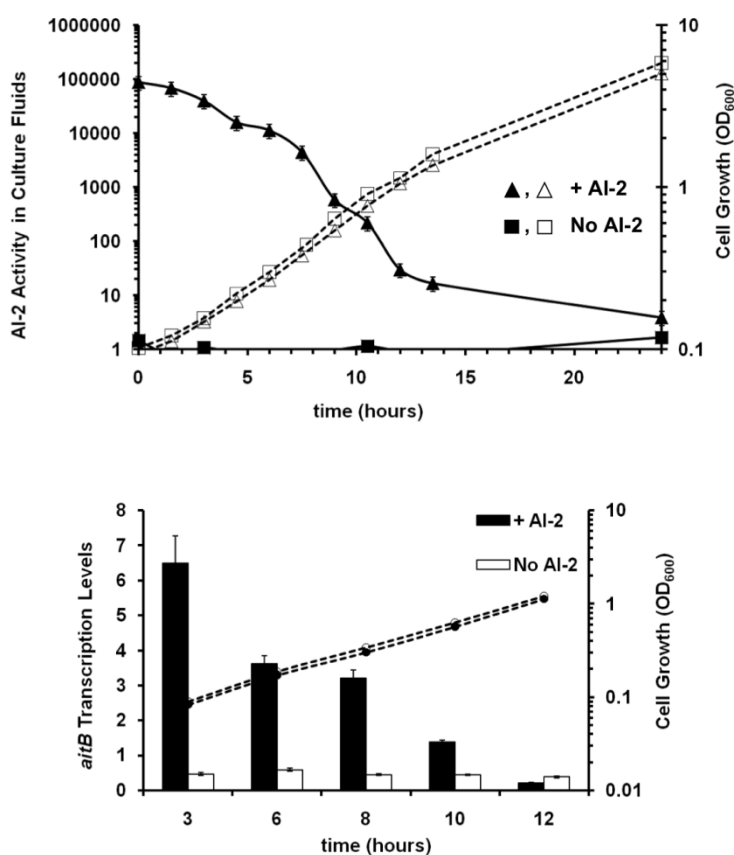 1000000
100000
10000
1000
100
10
1
AI-2 Activity in Culture Fluids
10
1
0.1
Cell Growth (OD600)
▲, △ + AI-2
■, □ No AI-2
0 5 10 15 20
time (hours)
8
7
6
5
4
3
2
1
0
aitB Transcription Levels
+ AI-2
No AI-2
10
1
0.1
0.01
Cell Growth (OD600)
3 6 8 10 12
time (hours)